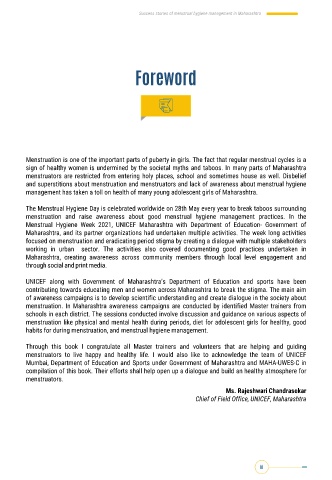 Success stories of menstrual hygiene management in Maharashtra
Foreword
Menstruation is one of the important parts of puberty in girls. The fact that regular menstrual cycles is a
sign of healthy women is undermined by the societal myths and taboos. In many parts of Maharashtra
menstruators are restricted from entering holy places, school and sometimes house as well. Disbelief
and superstitions about menstruation and menstruators and lack of awareness about menstrual hygiene
management has taken a toll on health of many young adolescent girls of Maharashtra.
The Menstrual Hygiene Day is celebrated worldwide on 28th May every year to break taboos surrounding
menstruation and raise awareness about good menstrual hygiene management practices. In the
Menstrual Hygiene Week 2021, UNICEF Maharashtra with Department of Education- Government of
Maharashtra, and its partner organizations had undertaken multiple activities. The week long activities
focused on menstruation and eradicating period stigma by creating a dialogue with multiple stakeholders
working in urban sector. The activities also covered documenting good practices undertaken in
Maharashtra, creating awareness across community members through local level engagement and
through social and print media.
UNICEF along with Government of Maharashtra's Department of Education and sports have been
contributing towards educating men and women across Maharashtra to break the stigma. The main aim
of awareness campaigns is to develop scientific understanding and create dialogue in the society about
menstruation. In Maharashtra awareness campaigns are conducted by identified Master trainers from
schools in each district. The sessions conducted involve discussion and guidance on various aspects of
menstruation like physical and mental health during periods, diet for adolescent girls for healthy, good
habits for during menstruation, and menstrual hygiene management.
Through this book I congratulate all Master trainers and volunteers that are helping and guiding
menstruators to live happy and healthy life. I would also like to acknowledge the team of UNICEF
Mumbai, Department of Education and Sports under Government of Maharashtra and MAHA-UWES-C in
compilation of this book. Their efforts shall help open up a dialogue and build an healthy atmosphere for
menstruators.
Ms. Rajeshwari Chandrasekar
Chief of Field Office, UNICEF, Maharashtra